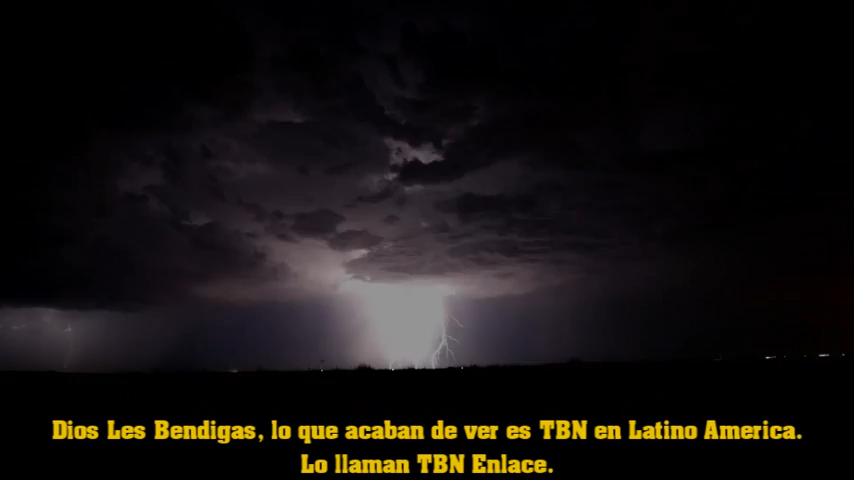 Dios Les Bendigas, lo que acaban de ver es TBN en Latino America.
Lo llaman TBN Enlace.